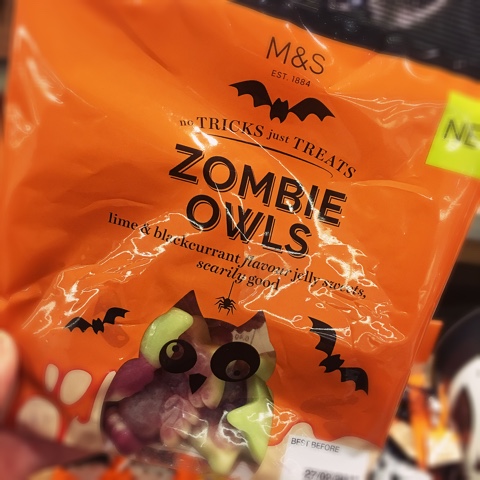 M&S
EST. 1884
no TRICKS just TREATS
ZOMBIE
OWLS
lime & blackcurrant flavour jelly sweets,
scarily good
BEST BEFORE